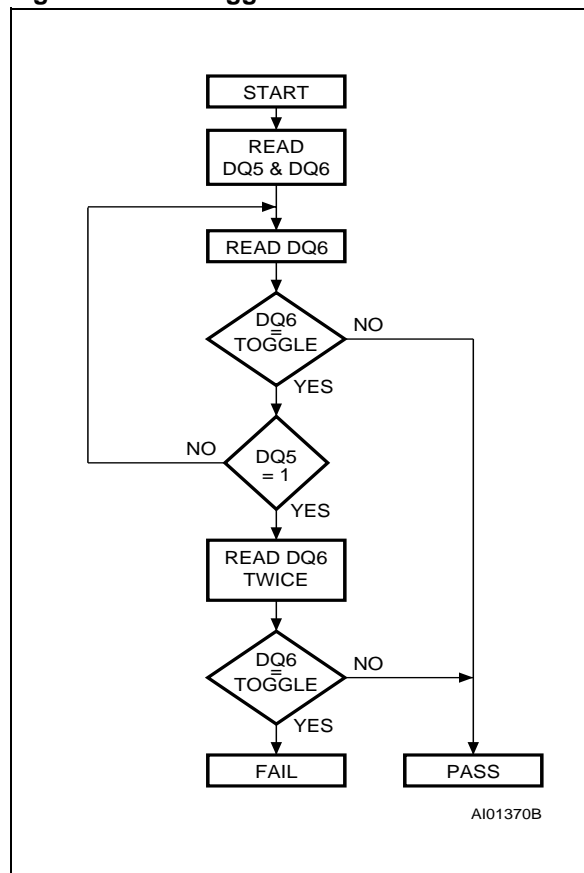 START
READ
DQ5 & DQ6
READ DQ6
DQ6
=
TOGGLE
NO
YES
NO
DQ5
= 1
YES
READ DQ6
TWICE
DQ6
=
TOGGLE
NO
YES
FAIL
PASS
AI01370B